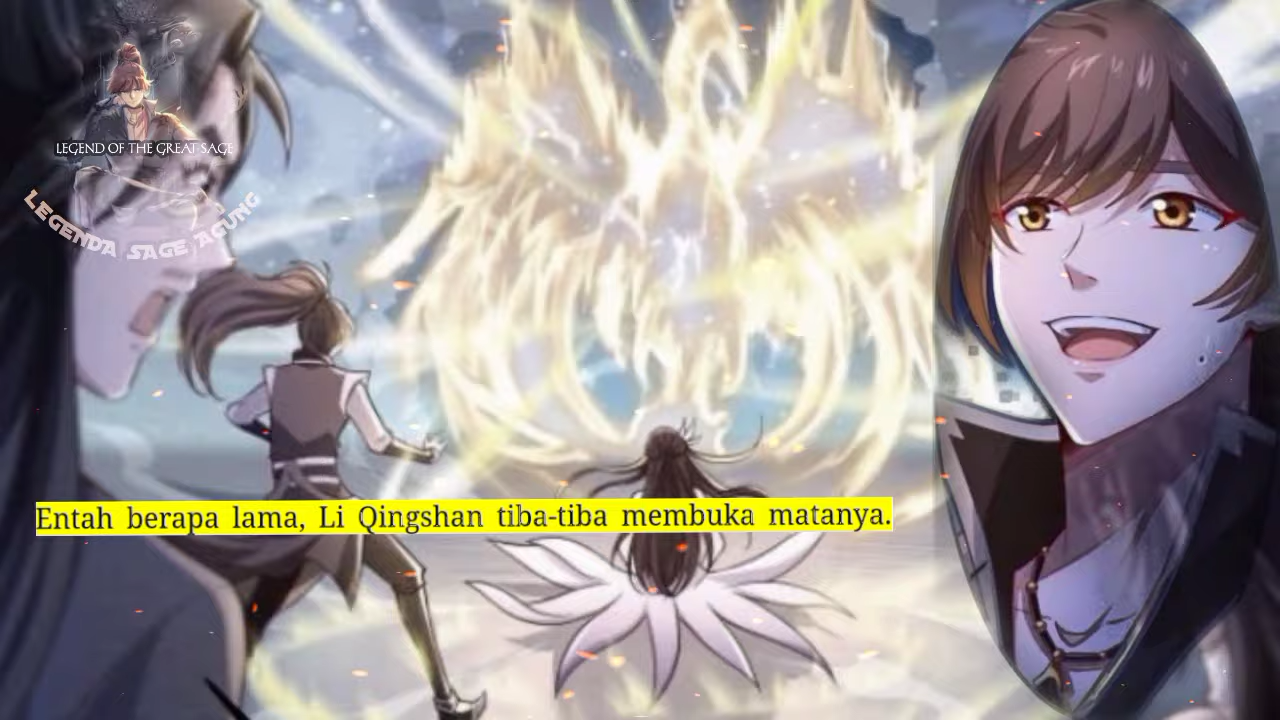 LEGEND OF THE GREAT SAGE
LEGENDA SAGE AGUNG
Entah berapa lama, Li Qingshan tiba-tiba membuka matanya.